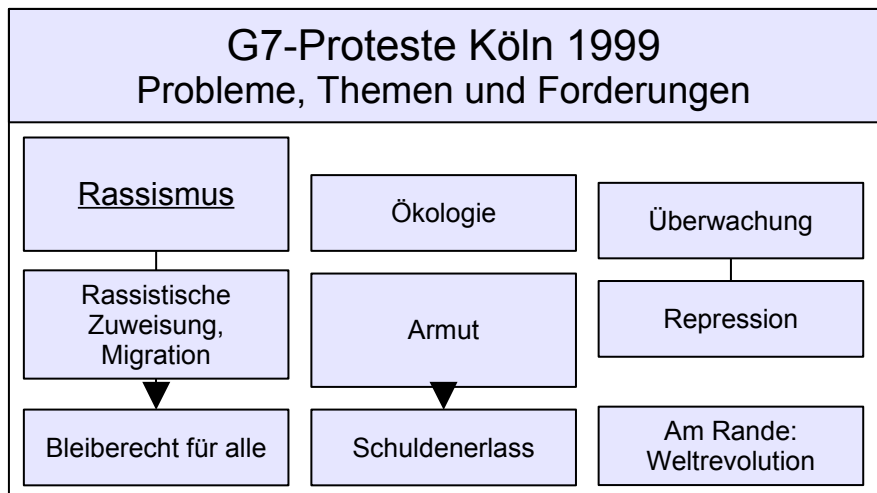 G7-Proteste Köln 1999
Probleme, Themen und Forderungen
Rassismus
Rassistische
Zuweisung,
Migration
Bleiberecht für alle
Ökologie
Armut
Schuldenerlass
Überwachung
Repression
Am Rande:
Weltrevolution